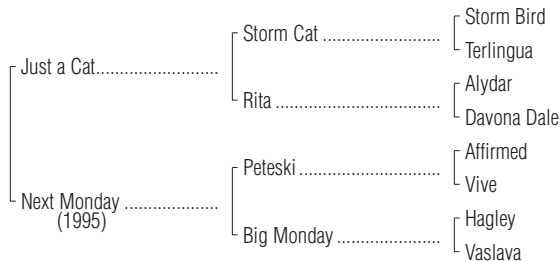 Storm Bird
Storm Cat ........................
Terlingua
Just a Cat.........................
Alydar
Rita .................................
Davona Dale
Affirmed
Peteski .............................
Vive
Next Monday ...................
(1995)
Hagley
Big Monday .....................
Vaslava